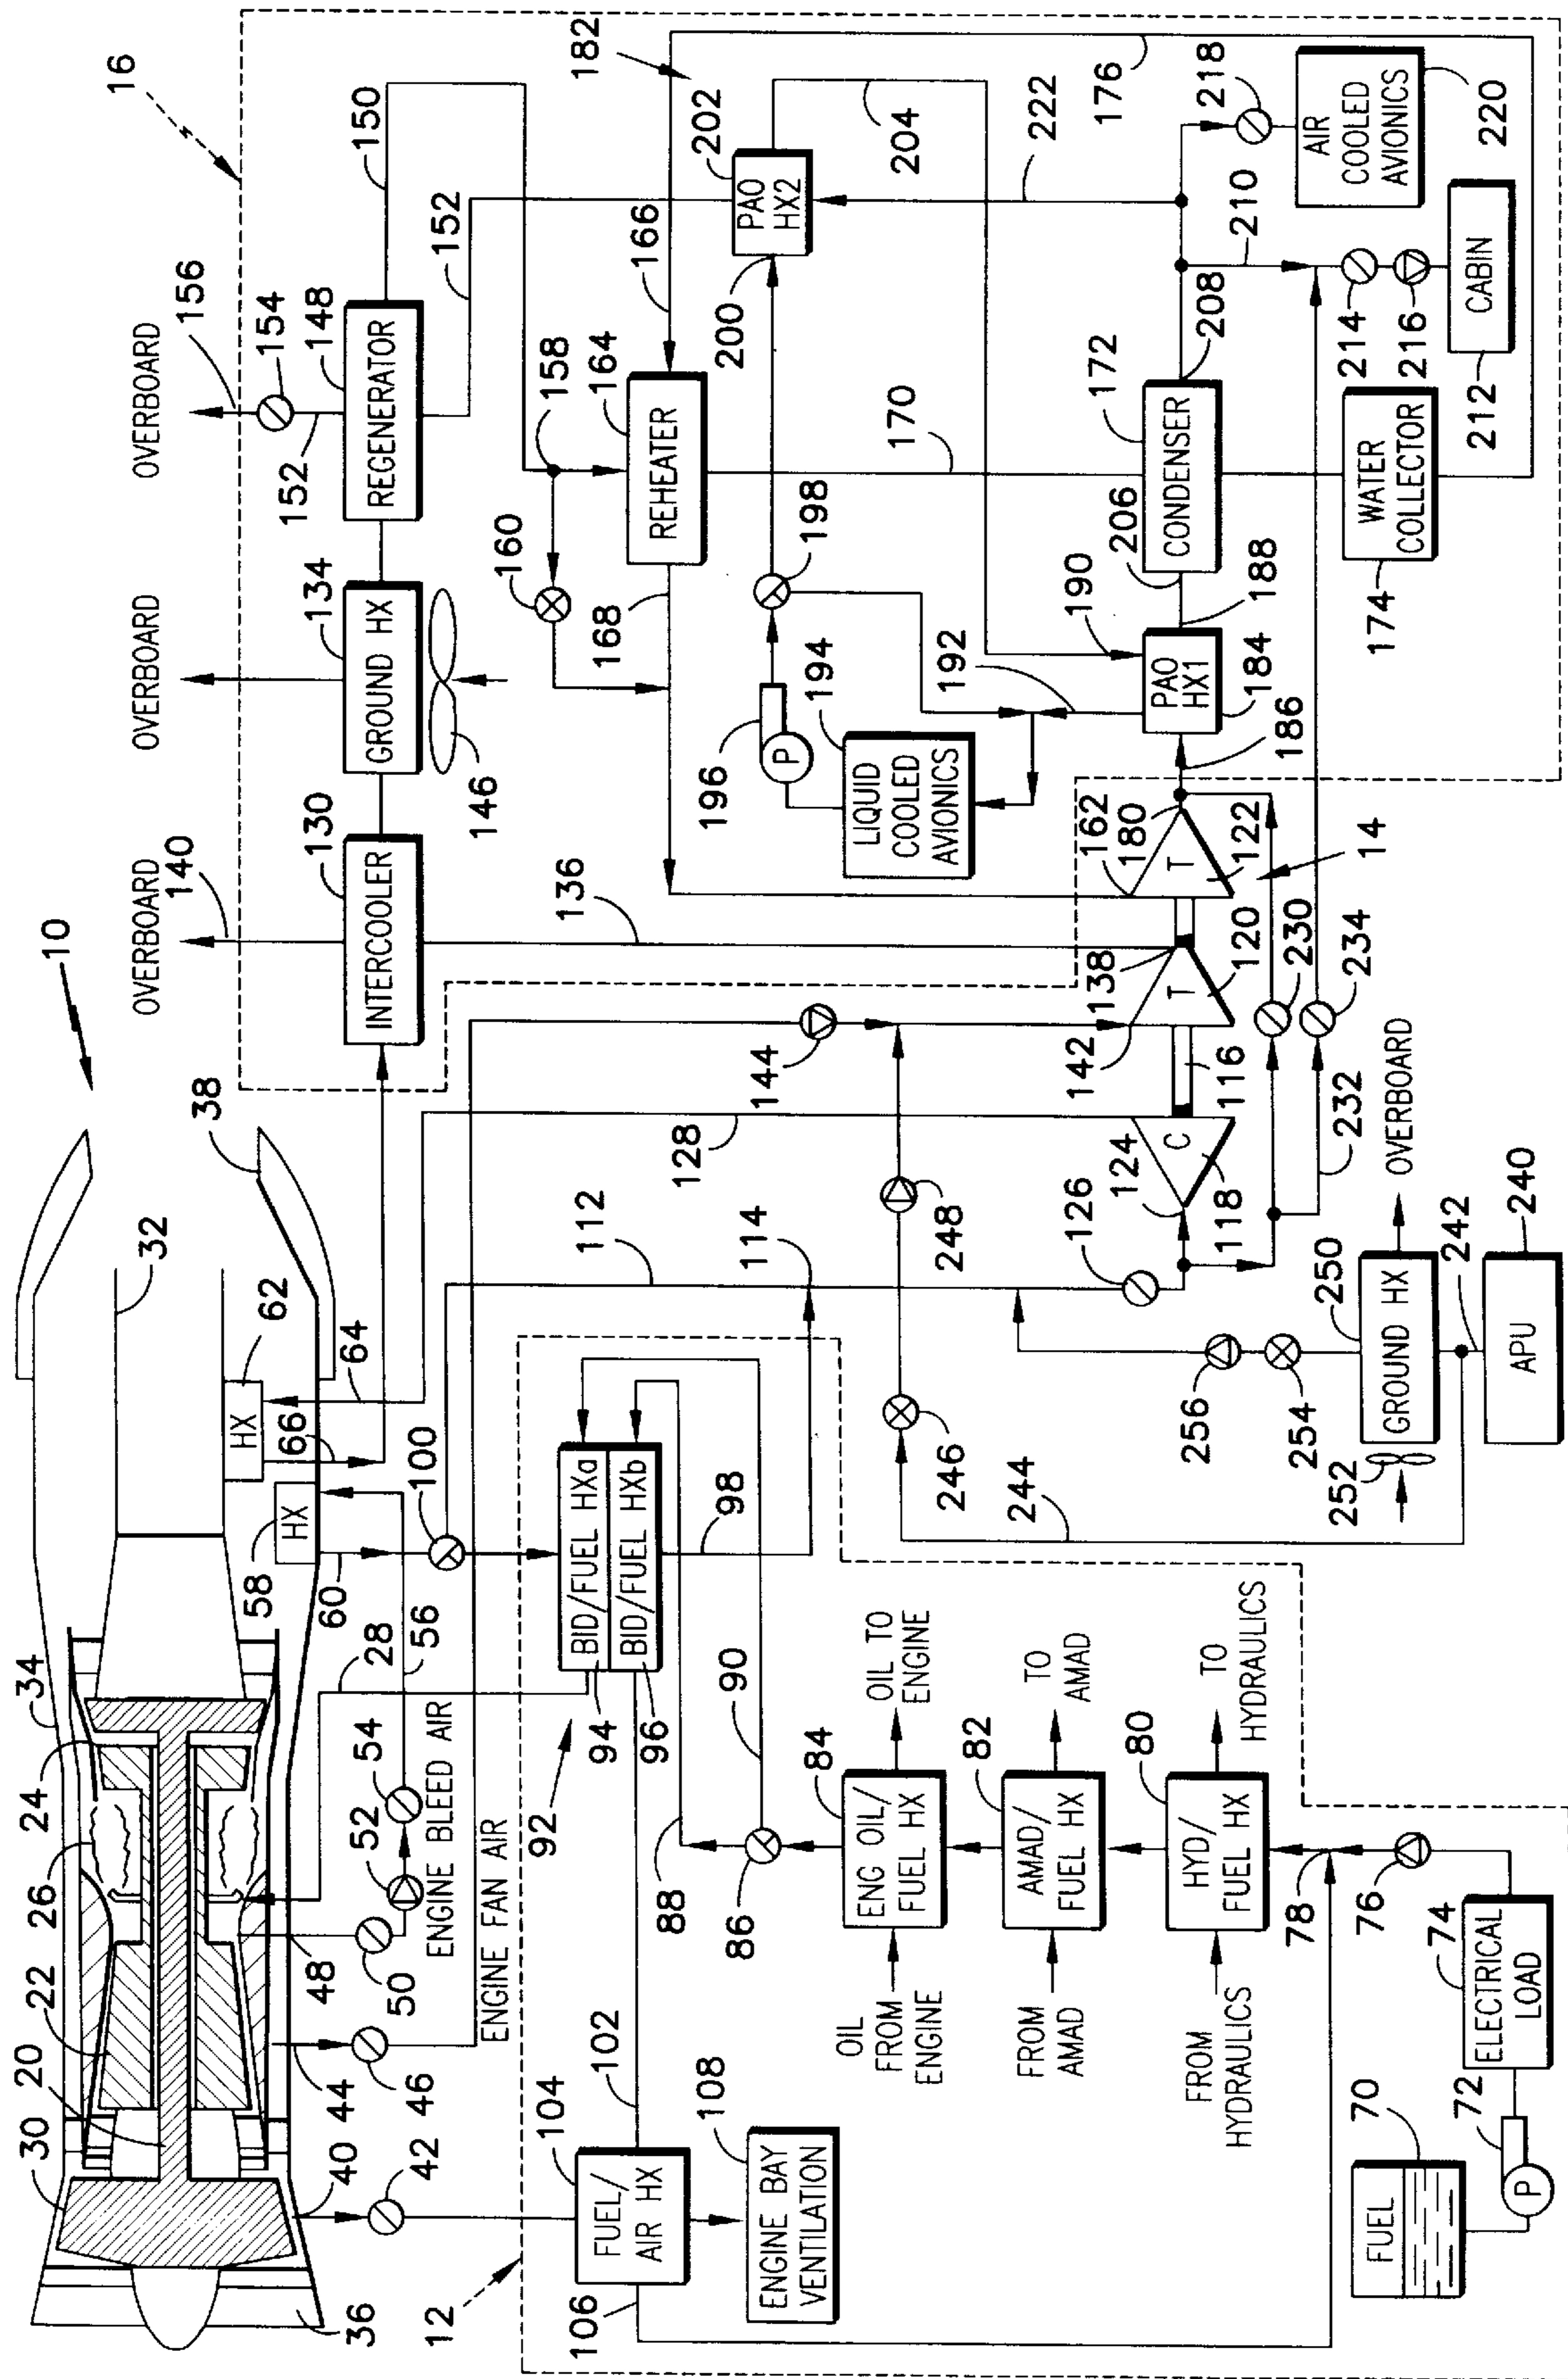 10
16
OVERBOARD
140
OVERBOARD
OVERBOARD
156
154
152
148
150
INTERCOOLER
130
GROUND HX
134
146
REGENERATOR
152
182
36
30
20
22
26
24
34
32
38
40
42
44
46
48
50
52
54
ENGINE BLEED AIR
56
28
ENGINE FAN AIR
58
HX
60
HX
62
64
66
100
112
114
128
136
144
12
FUEL/
AIR HX
104
102
106
ENGINE BAY
VENTILATION
108
92
94
96
BID/FUEL HXa
BID/FUEL HXb
98
88
90
86
84
ENG OIL/
FUEL HX
OIL
FROM
ENGINE
OIL TO
ENGINE
82
AMAD/
FUEL HX
FROM
AMAD
TO
AMAD
80
HYD/
FUEL HX
FROM
HYDRAULICS
TO
HYDRAULICS
78
76
FUEL
70
P
72
ELECTRICAL
LOAD
74
244
246
248
126
124
C
118
116
142
T
138
120
162
T
180
122
14
230
232
234
256
254
252
GROUND HX
250
OVERBOARD
242
APU
240
158
160
REHEATER
164
166
168
170
PAO
HX2
202
200
204
198
196
P
194
LIQUID
COOLED
AVIONICS
192
190
PAO
HX1
184
186
188
206
CONDENSER
172
208
WATER
COLLECTOR
174
176
222
210
214
216
CABIN
212
218
AIR
COOLED
AVIONICS
220